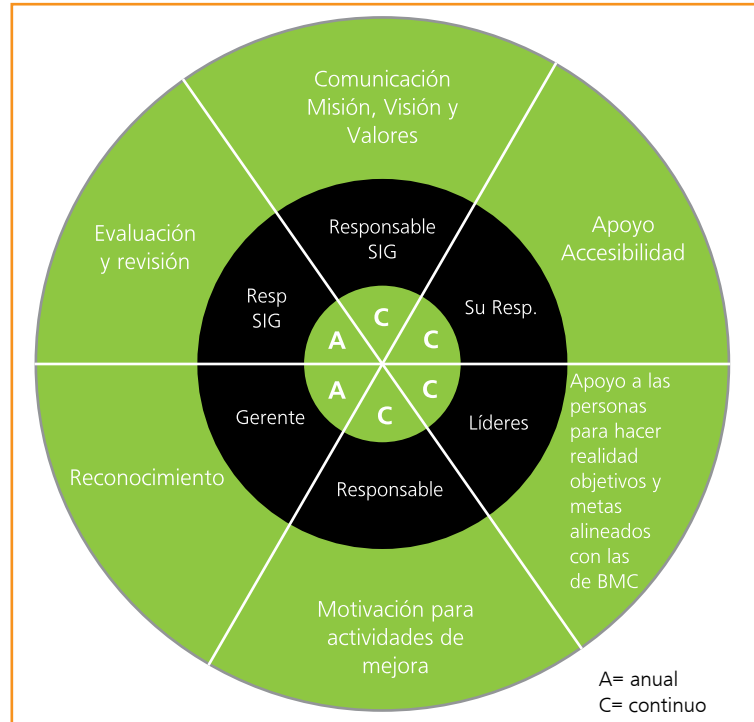 Comunicación
Misión, Visión y
Valores
Apoyo
Accesibilidad
Apoyo a las
personas
para hacer
realidad
objetivos y
metas
alineados
con las
de BMC
Motivación para
actividades de
mejora
Reconocimiento
Evaluación
y revisión
Responsable
SIG
Su Resp.
Líderes
Responsable
Gerente
Resp
SIG
C
C
C
C
A
A
A= anual
C= continuo